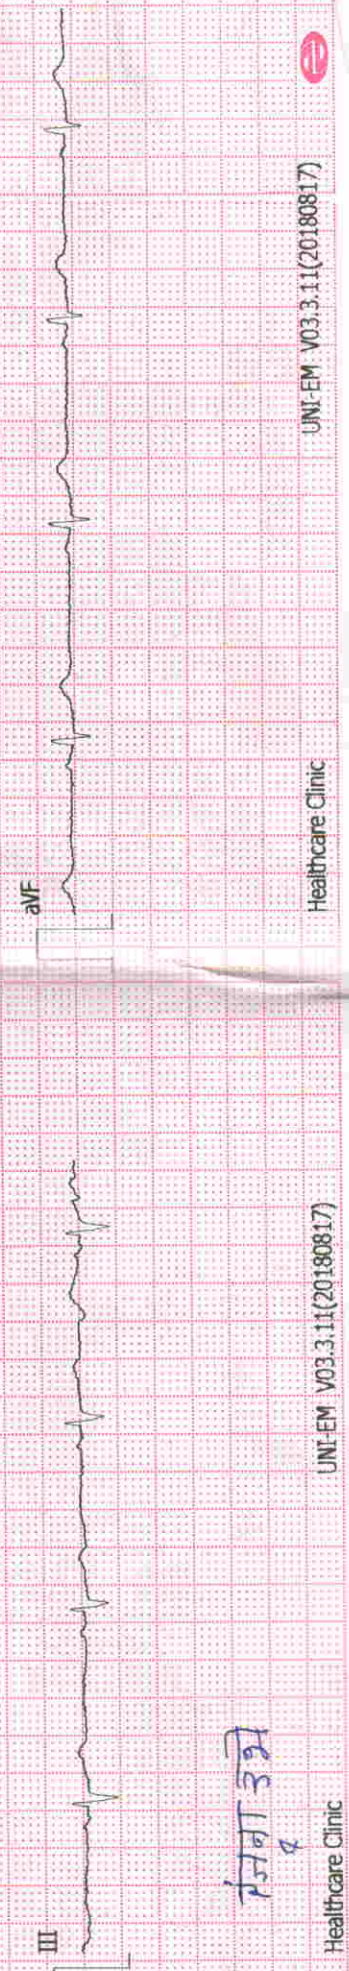 III
Healthcare Clinic
UNI-EM V03.3.11(20180817)
aVF
Healthcare Clinic
UNI-EM V03.3.11(20180817)